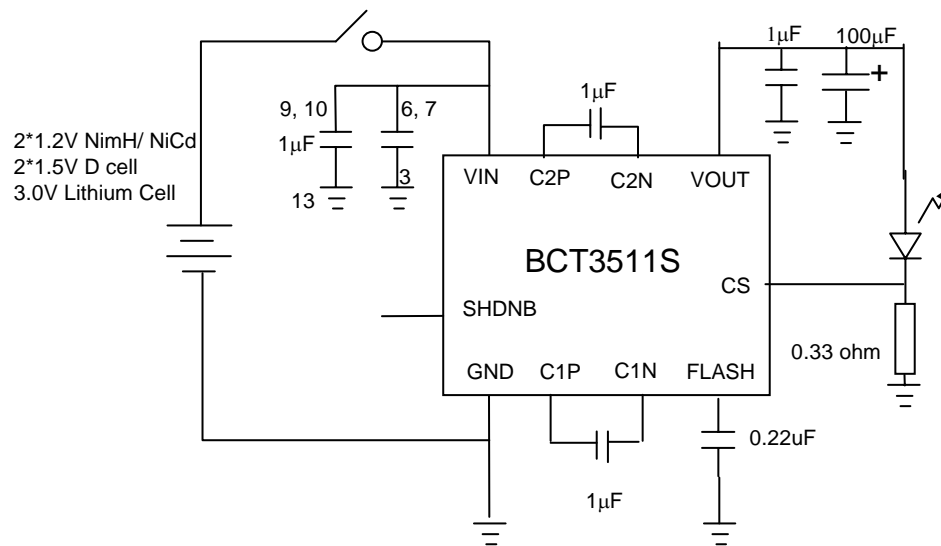 1μF
100μF
+
1μF
9, 10
6, 7
1μF
2*1.2V NimH/ NiCd
2*1.5V D cell
3.0V Lithium Cell
13
3
VIN
C2P
C2N
VOUT
BCT3511S
CS
SHDNB
0.33 ohm
GND
C1P
C1N
FLASH
0.22uF
1μF